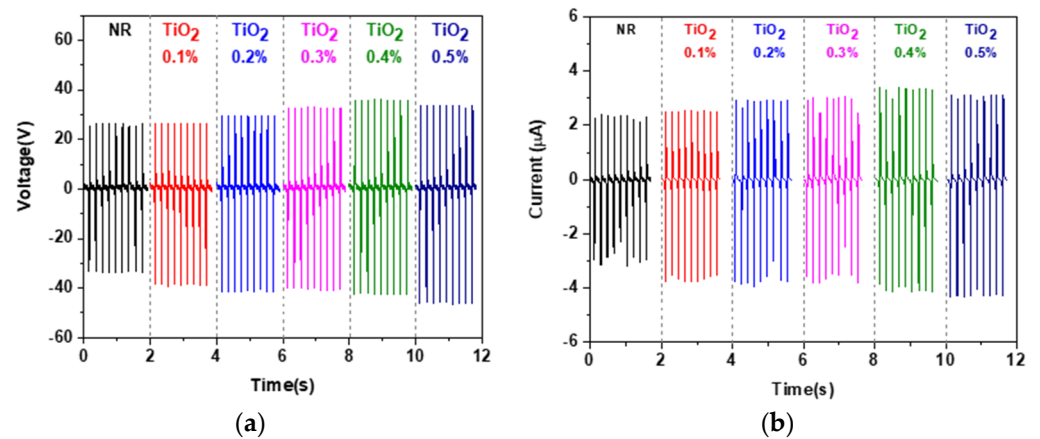 NR TiO2 TiO2 TiO2 TiO2 TiO2
0.1% 0.2% 0.3% 0.4% 0.5%
60
40
20
0
-20
-40
-60
Voltage(V)
0 2 4 6 8 10 12
Time(s)
(a)
NR TiO2 TiO2 TiO2 TiO2 TiO2
0.1% 0.2% 0.3% 0.4% 0.5%
6
4
2
0
-2
-4
-6
Current (μA)
0 2 4 6 8 10 12
Time(s)
(b)